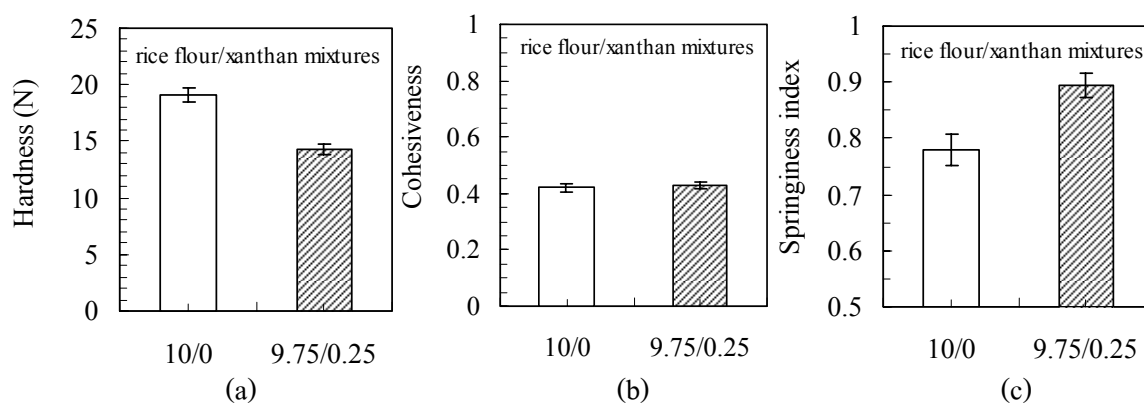 Hardness (N)
25
20
15
10
5
0
rice flour/xanthan mixtures
10/0
9.75/0.25
(a)
Cohesiveness
1
0.8
0.6
0.4
0.2
0
rice flour/xanthan mixtures
10/0
9.75/0.25
(b)
Springiness index
1
0.9
0.8
0.7
0.6
0.5
rice flour/xanthan mixtures
10/0
9.75/0.25
(c)